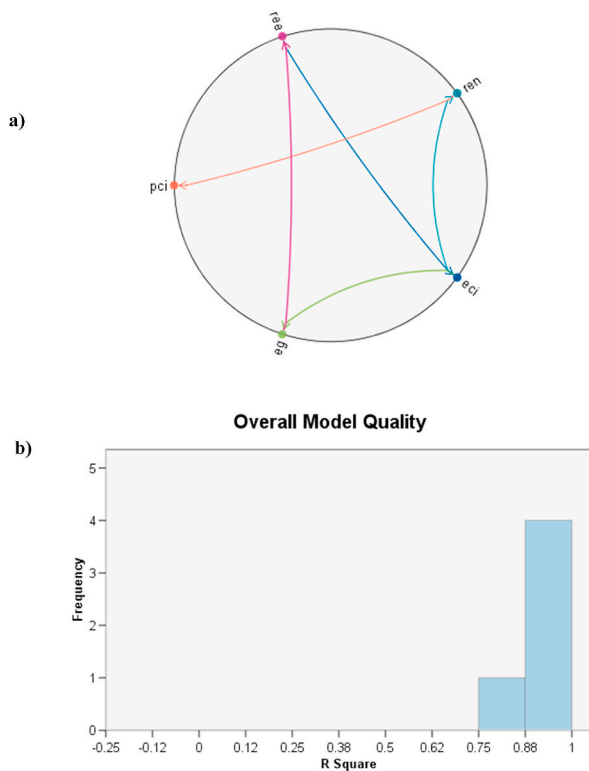 a)
ree
ren
pci
eci
eg
b)
Overall Model Quality
Frequency
5
4
3
2
1
0
-0.25 -0.12 0 0.12 0.25 0.38 0.5 0.62 0.75 0.88 1
R Square